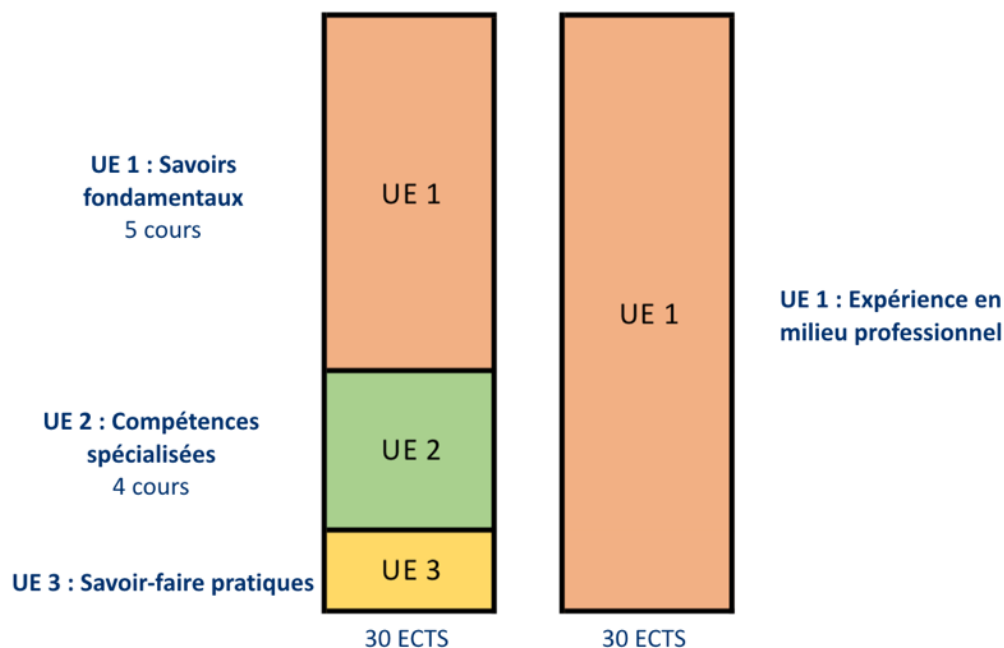 UE 1 : Savoirs
fondamentaux
5 cours
UE 1
UE 2 : Compétences
spécialisées
4 cours
UE 2
UE 3 : Savoir-faire pratiques
UE 3
30 ECTS
UE 1
UE 1 : Expérience en
milieu professionnel
30 ECTS